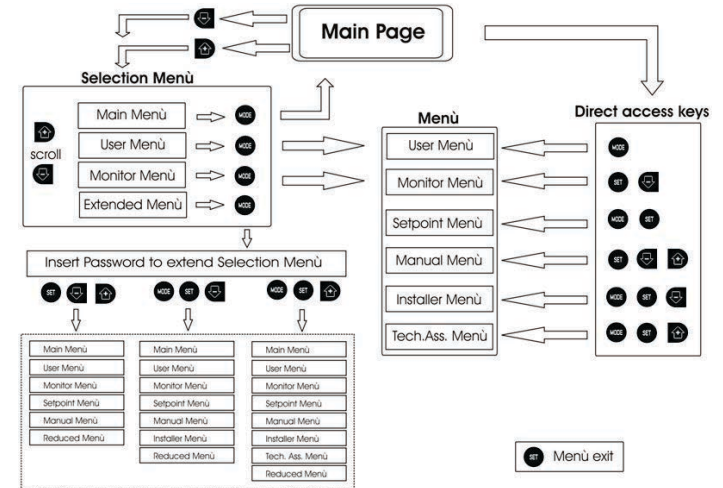 Main Page
Selection Menù
Main Menù MODE
User Menù MODE
Monitor Menù MODE
Extended Menù MODE
scroll
Insert Password to extend Selection Menù
SET
MODE SET
MODE SET
Main Menù
User Menù
Monitor Menù
Setpoint Menù
Manual Menù
Reduced Menù
Main Menù
User Menù
Monitor Menù
Setpoint Menù
Manual Menù
Installer Menù
Reduced Menù
Main Menù
User Menù
Monitor Menù
Setpoint Menù
Manual Menù
Installer Menù
Tech. Ass. Menù
Reduced Menù
Menù
User Menù
Monitor Menù
Setpoint Menù
Manual Menù
Installer Menù
Tech.Ass. Menù
Direct access keys
MODE
SET
MODE SET
SET
MODE SET
MODE SET
SET Menù exit